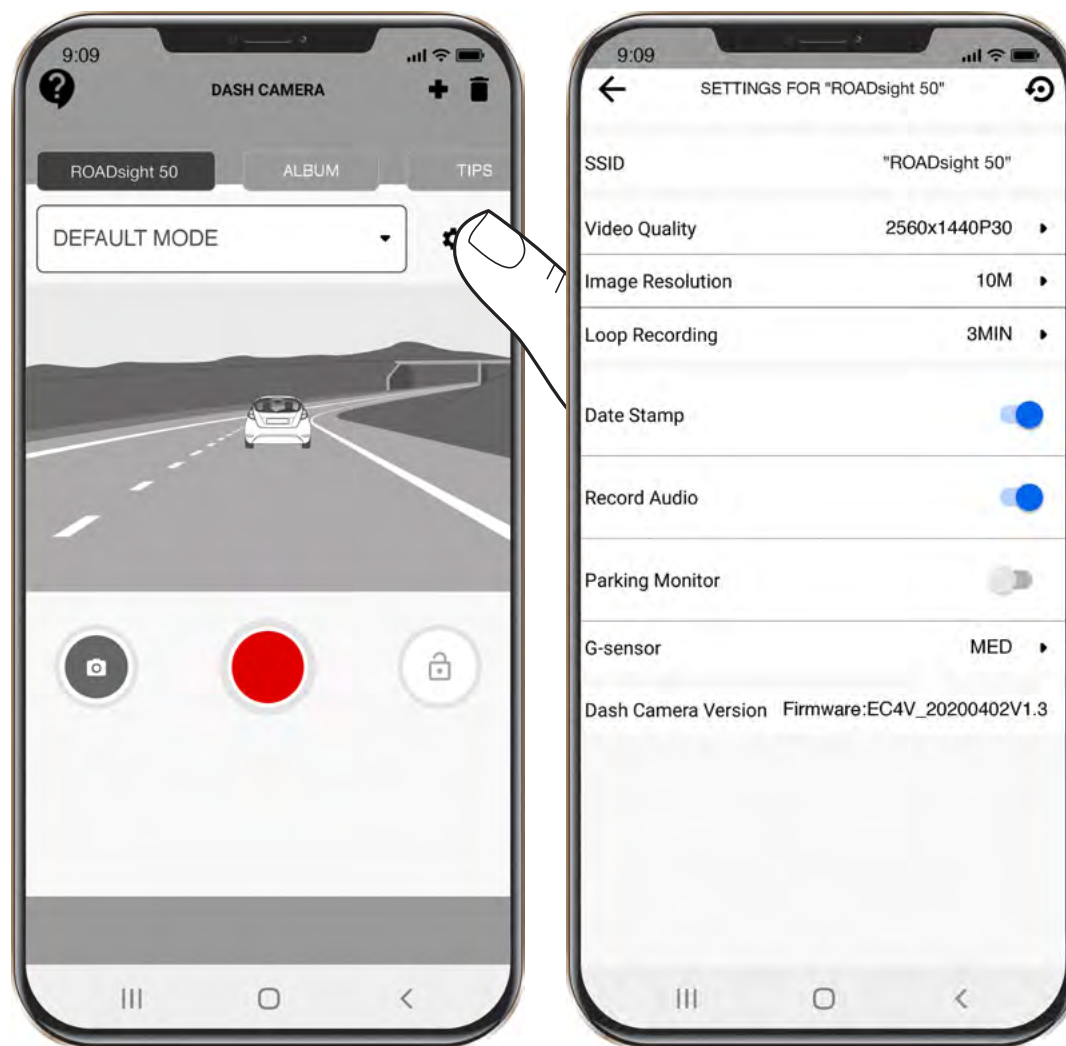 9:09
DASH CAMERA
ROADsight 50
ALBUM
TIPS
DEFAULT MODE
9:09
SETTINGS FOR "ROADsight 50"
SSID "ROADsight 50"
Video Quality 2560x1440P30
Image Resolution 10M
Loop Recording 3MIN
Date Stamp
Record Audio
Parking Monitor
G-sensor MED
Dash Camera Version Firmware:EC4V_20200402V1.3